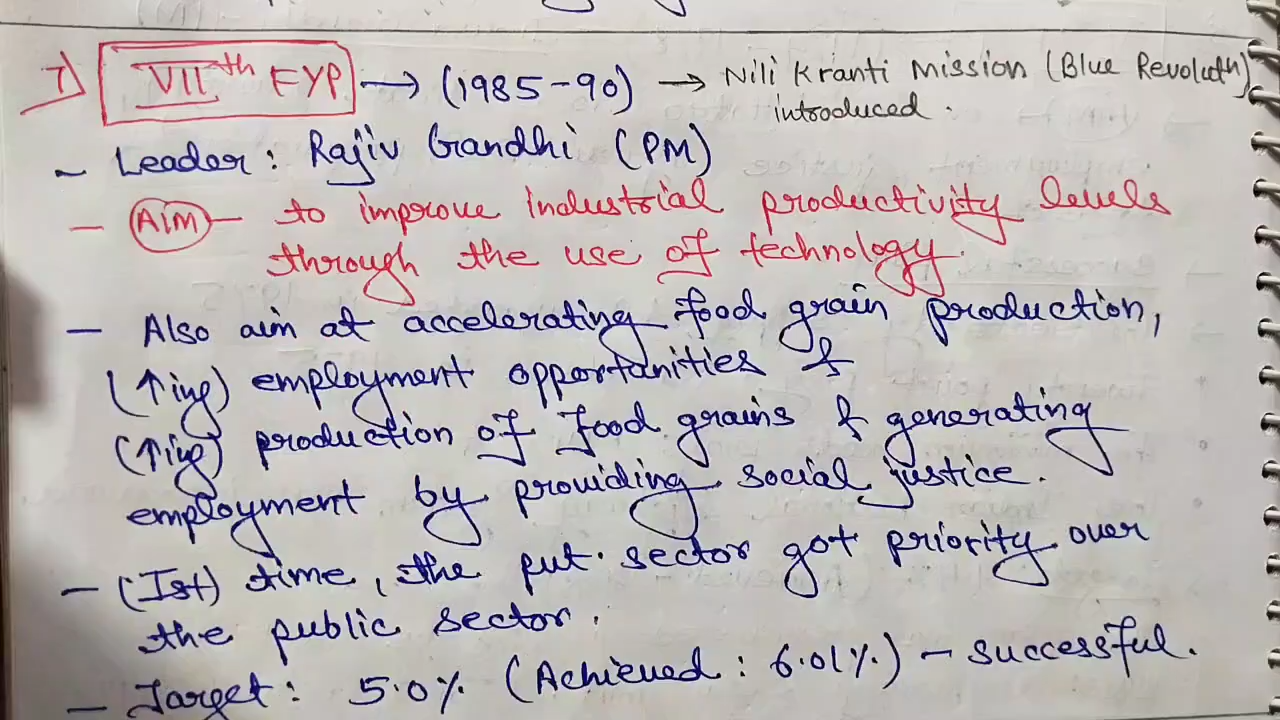 7) VIIth FYP → (1985-90) → Nili Kranti Mission (Blue Revolutn)
introduced.
- Leader: Rajiv Gandhi (PM)
- Aim - to improve industrial productivity levels
through the use of technology.
- Also aim at accelerating food grain production,
(↑ing) employment opportanities &
(↑ing) production of food grains & generating
employment by providing social justice.
- (Ist) time, the put. sector got priority over
the public sector.
- Target: 5.0% (Achieved: 6.01%) - successful.